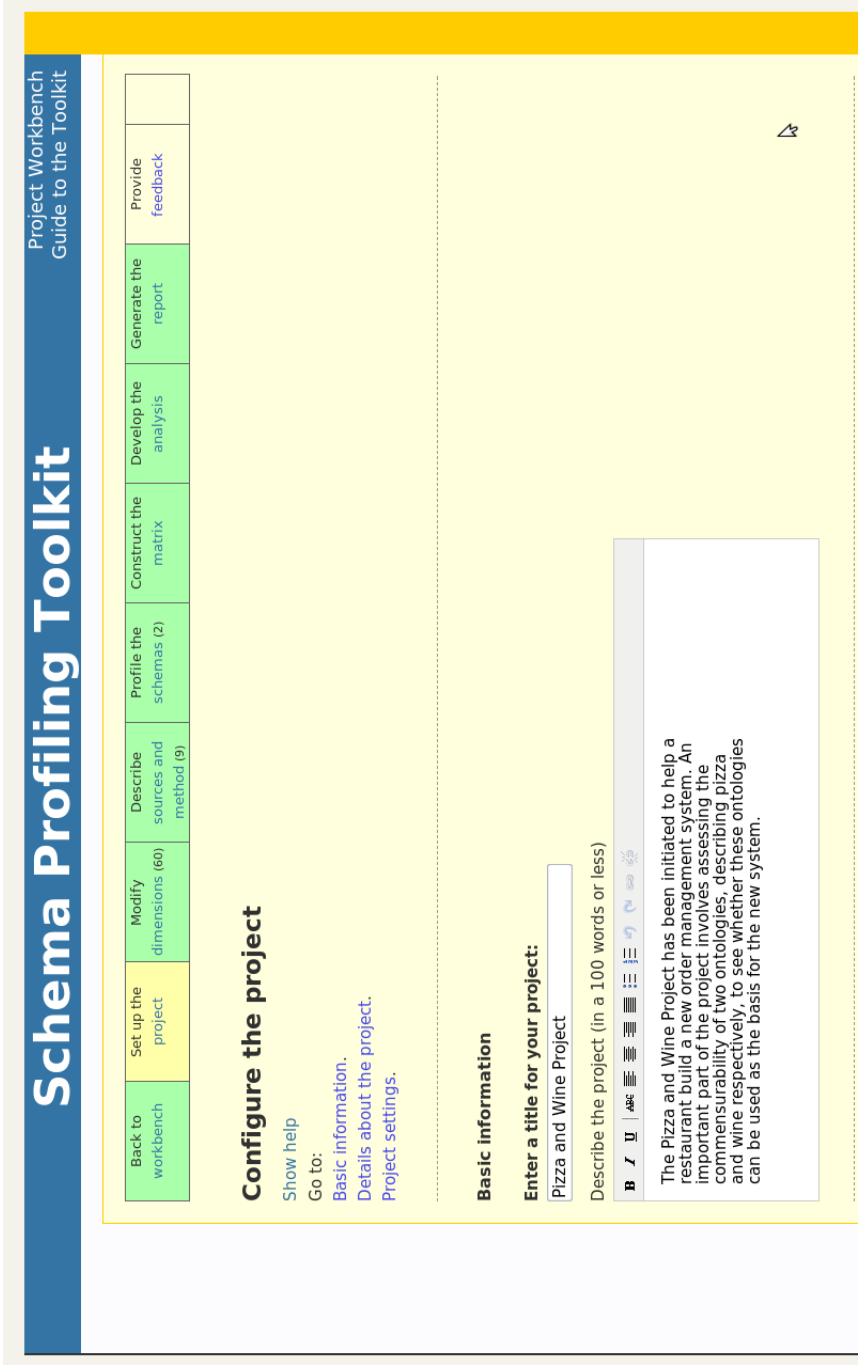 Schema Profiling Toolkit
Project Workbench
Guide to the Toolkit
Back to
workbench
Set up the
project
Modify
dimensions (60)
Describe
sources and
method (9)
Profile the
schemas (2)
Construct the
matrix
Develop the
analysis
Generate the
report
Provide
feedback
Configure the project
Show help
Go to:
Basic information.
Details about the project.
Project settings.
Basic information
Enter a title for your project:
Pizza and Wine Project
Describe the project (in a 100 words or less)
B I U ABC
The Pizza and Wine Project has been initiated to help a
restaurant build a new order management system. An
important part of the project involves assessing the
commensurability of two ontologies, describing pizza
and wine respectively, to see whether these ontologies
can be used as the basis for the new system.